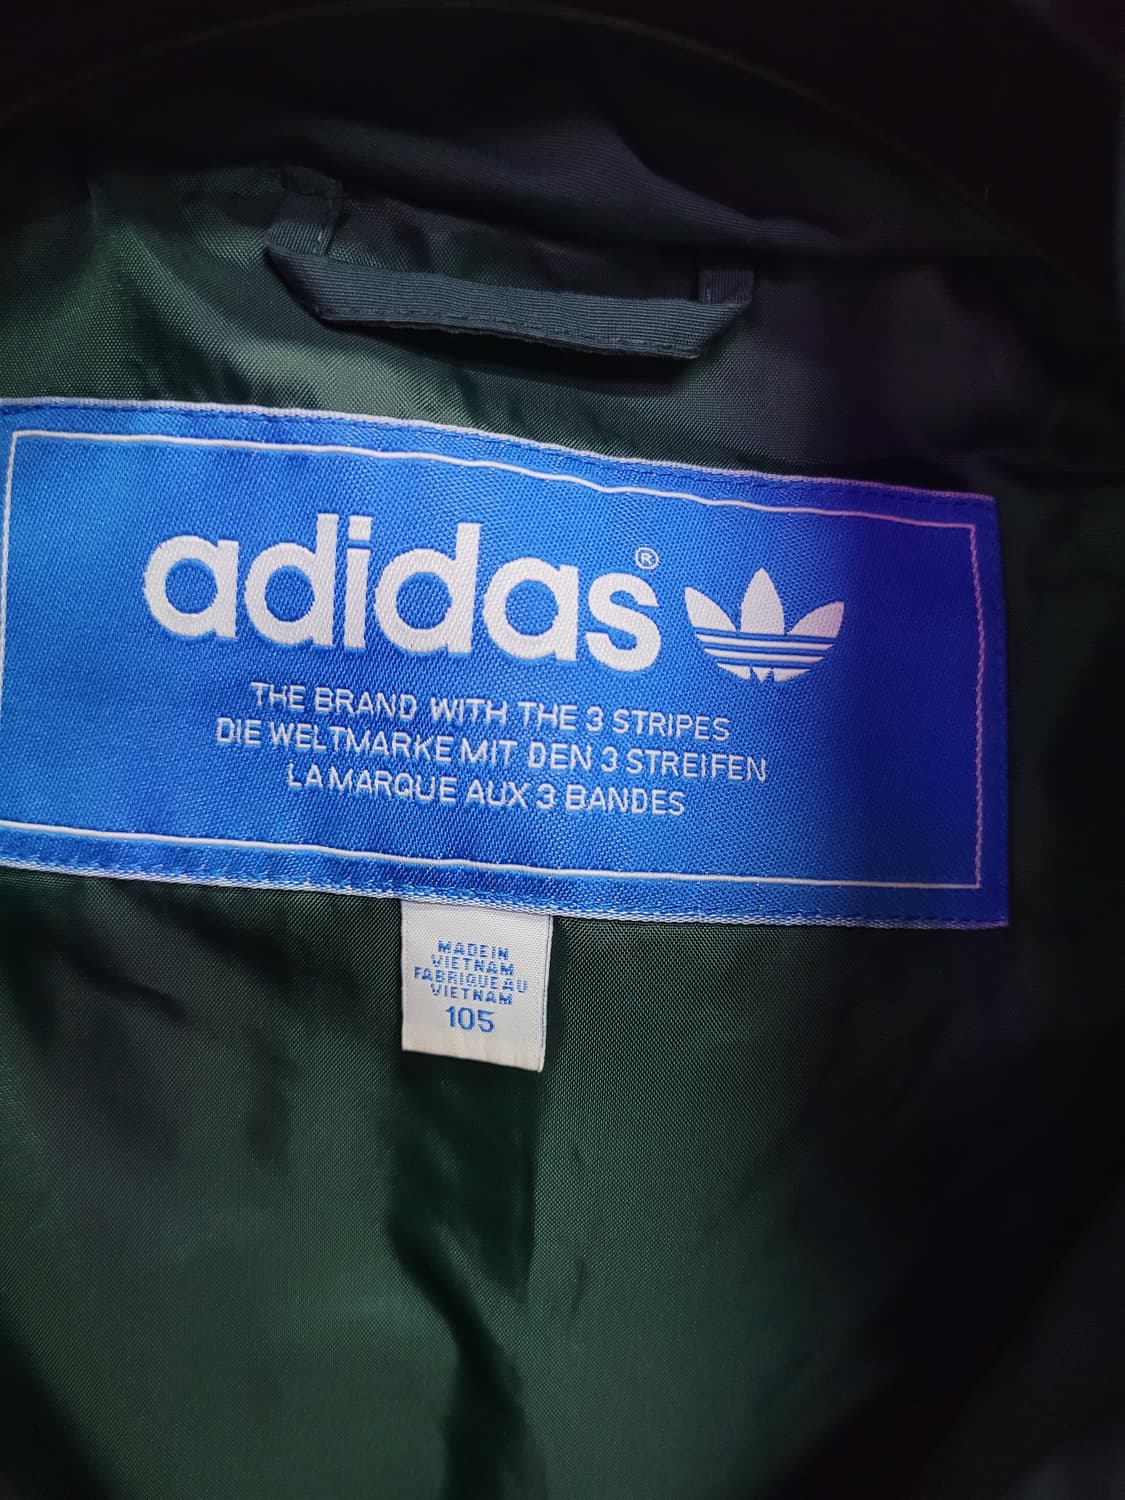 adidas®
THE BRAND WITH THE 3 STRIPES
DIE WELTMARKE MIT DEN 3 STREIFEN
LA MARQUE AUX 3 BANDES
MADE IN
VIETNAM
FABRIQUE AU
VIETNAM
105